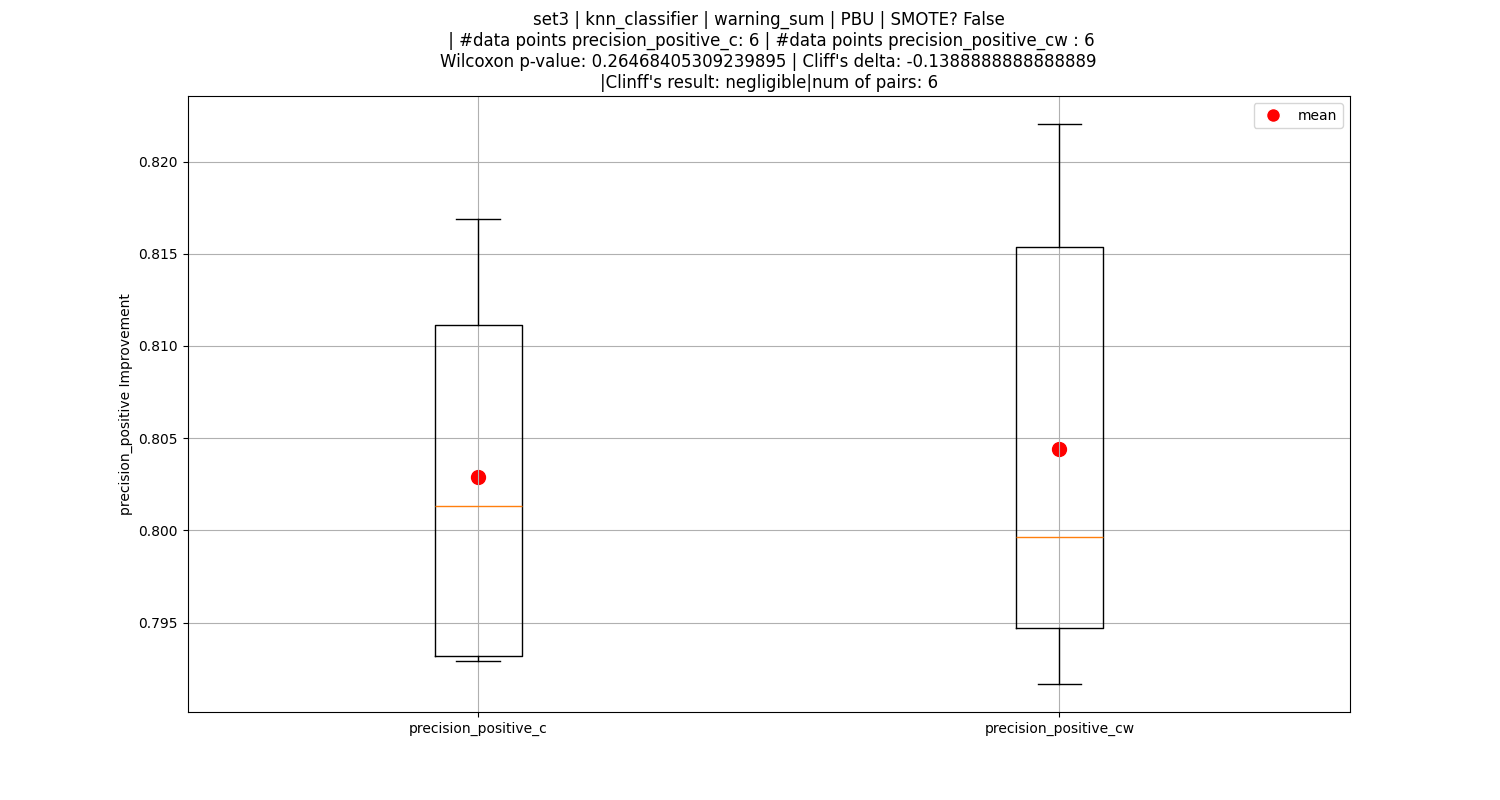 set3 | knn_classifier | warning_sum | PBU | SMOTE? False
| #data points precision_positive_c: 6 | #data points precision_positive_cw : 6
Wilcoxon p-value: 0.26468405309239895 | Cliff's delta: -0.1388888888888889
|Clinff's result: negligible|num of pairs: 6
mean
0.820
0.815
0.810
0.805
0.800
0.795
precision_positive Improvement
precision_positive_c
precision_positive_cw